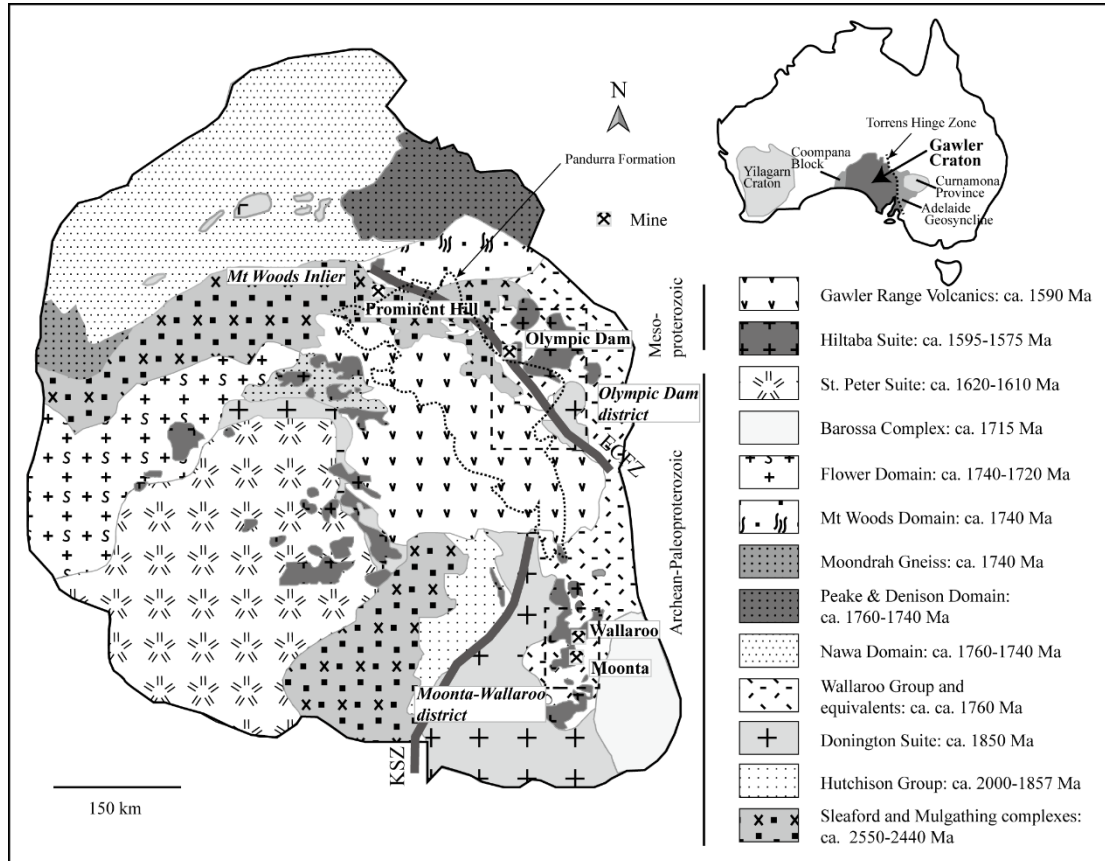 N
Pandurra Formation
Mine
Mt Woods Inlier
Prominent Hill
Olympic Dam
Olympic Dam
district
ECFZ
Wallaroo
Moonta
Moonta-Wallaroo
district
KSZ
150 km
Torrens Hinge Zone
Gawler
Craton
Coompana
Block
Yilagarn
Craton
Curnamona
Province
Adelaide
Geosyncline
Meso-
proterozoic
Archean-Paleoproterozoic
Gawler Range Volcanics: ca. 1590 Ma
Hiltaba Suite: ca. 1595-1575 Ma
St. Peter Suite: ca. 1620-1610 Ma
Barossa Complex: ca. 1715 Ma
Flower Domain: ca. 1740-1720 Ma
Mt Woods Domain: ca. 1740 Ma
Moondrah Gneiss: ca. 1740 Ma
Peake & Denison Domain:
ca. 1760-1740 Ma
Nawa Domain: ca. 1760-1740 Ma
Wallaroo Group and
equivalents: ca. ca. 1760 Ma
Donington Suite: ca. 1850 Ma
Hutchison Group: ca. 2000-1857 Ma
Sleaford and Mulgathing complexes:
ca. 2550-2440 Ma